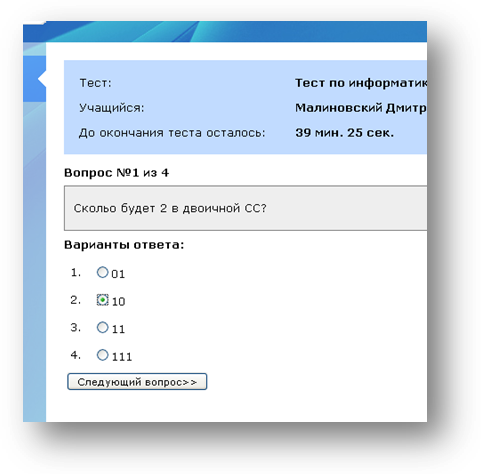 Тест: Тест по информатик
Учащийся: Малиновский Дмитр
До окончания теста осталось: 39 мин. 25 сек.
Вопрос №1 из 4
Сколью будет 2 в двоичной СС?
Варианты ответа:
1. 01
2. 10
3. 11
4. 111
Следующий вопрос>>